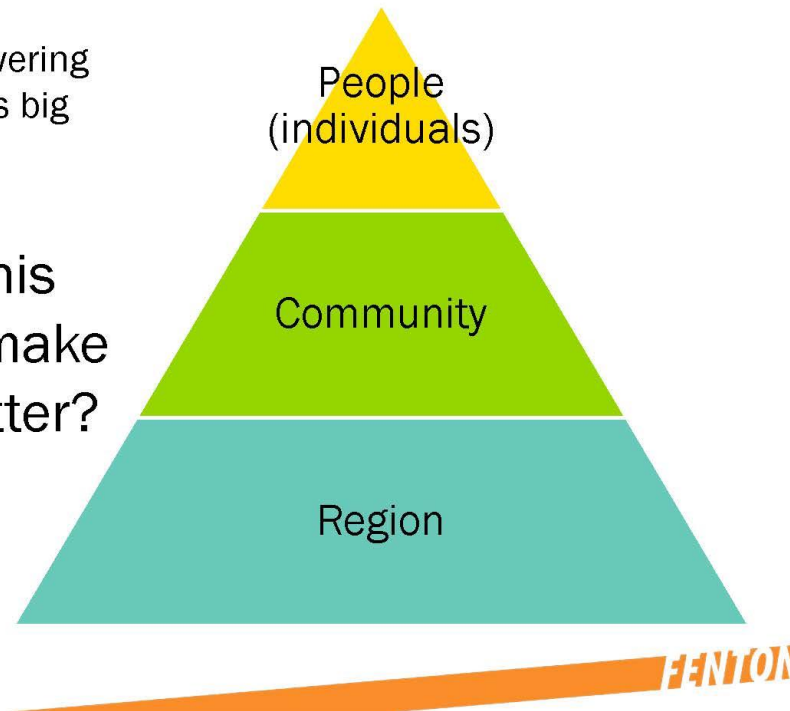 vering
s big
his
make
tter?
People
(individuals)
Community
Region
FENTON